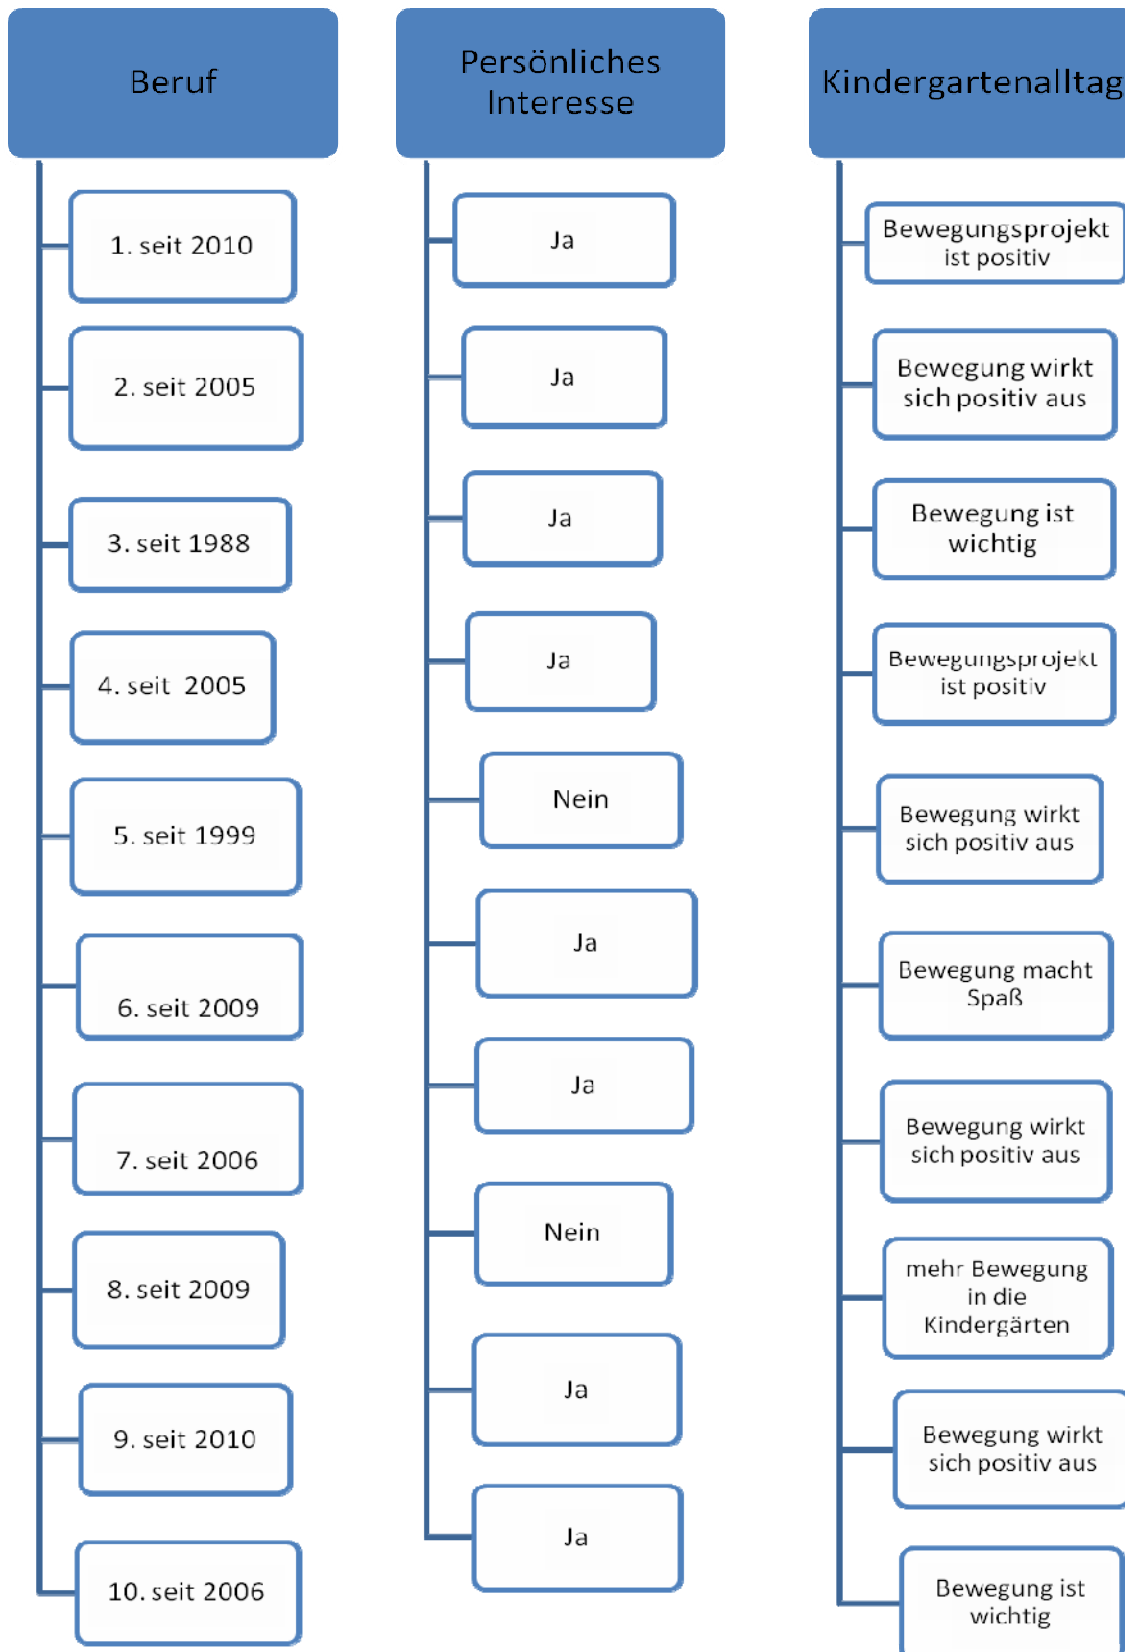 Beruf
1. seit 2010
2. seit 2005
3. seit 1988
4. seit 2005
5. seit 1999
6. seit 2009
7. seit 2006
8. seit 2009
9. seit 2010
10. seit 2006
Persönliches
Interesse
Ja
Ja
Ja
Ja
Nein
Ja
Ja
Nein
Ja
Ja
Kindergartenalltag
Bewegungsprojekt
ist positiv
Bewegung wirkt
sich positiv aus
Bewegung ist
wichtig
Bewegungsprojekt
ist positiv
Bewegung wirkt
sich positiv aus
Bewegung macht
Spaß
Bewegung wirkt
sich positiv aus
mehr Bewegung
in die
Kindergärten
Bewegung wirkt
sich positiv aus
Bewegung ist
wichtig